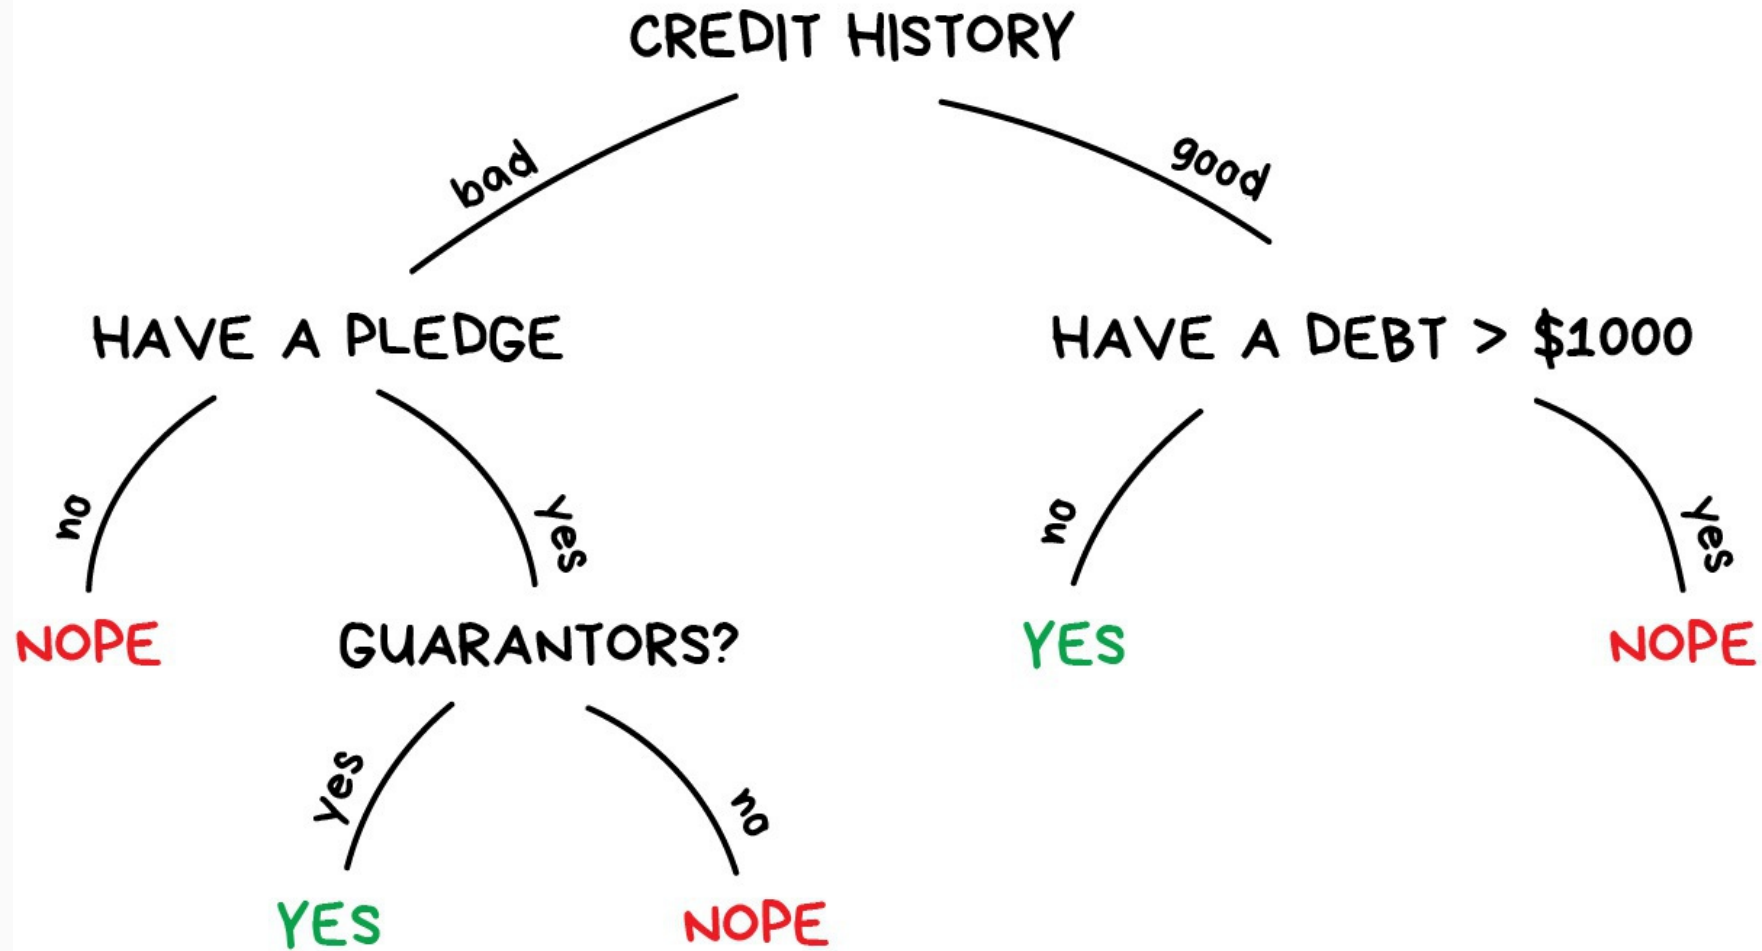 CREDIT HISTORY
bad
good
HAVE A PLEDGE
HAVE A DEBT > $1000
no
yes
no
yes
NOPE
GUARANTORS?
YES
NOPE
yes
no
YES
NOPE